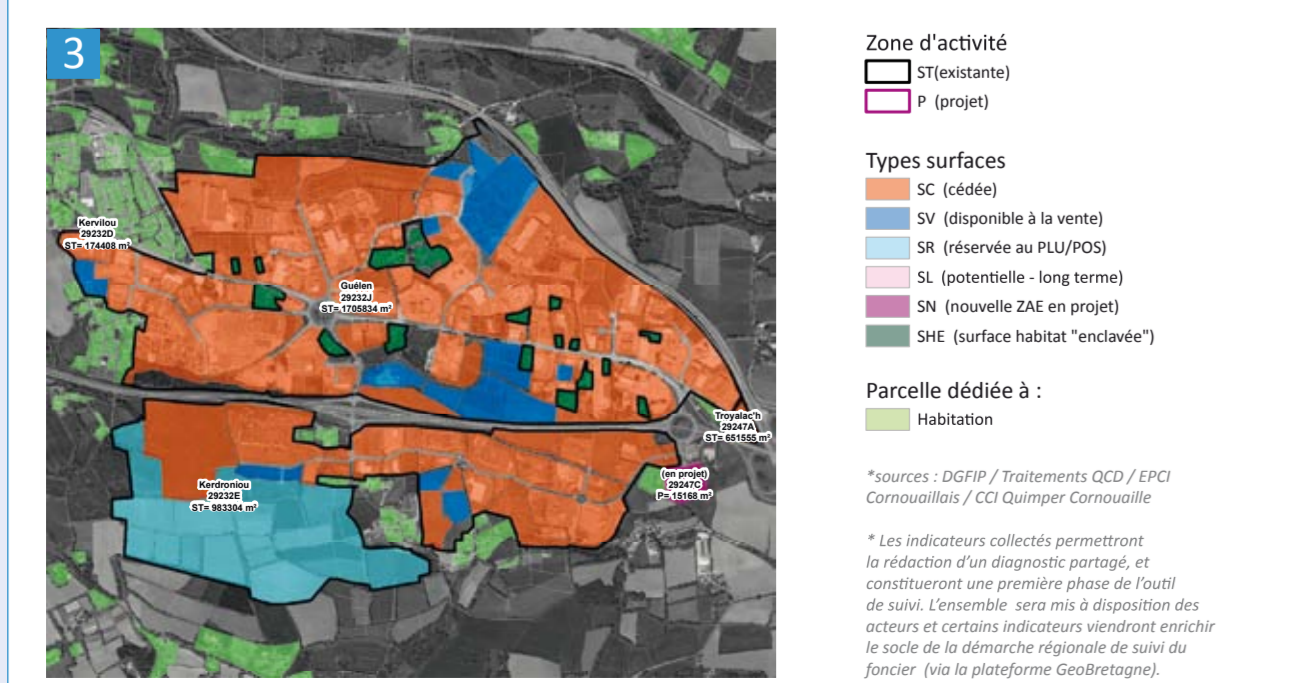 3
Kervilou
29232D
ST= 174408 m²
Guélen
29232J
ST= 1705834 m²
Troyalac'h
29247A
ST= 651555 m²
(en projet)
29247C
P= 15168 m²
Kerdroniou
29232E
ST= 983304 m²
Zone d'activité
ST(existante)
P (projet)
Types surfaces
SC (cédée)
SV (disponible à la vente)
SR (réservée au PLU/POS)
SL (potentielle - long terme)
SN (nouvelle ZAE en projet)
SHE (surface habitat "enclavée")
Parcelle dédiée à :
Habitation
*sources : DGFIP / Traitements QCD / EPCI
Cornouaillais / CCI Quimper Cornouaille
* Les indicateurs collectés permettront
la rédaction d'un diagnostic partagé, et
constitueront une première phase de l'outil
de suivi. L'ensemble sera mis à disposition des
acteurs et certains indicateurs viendront enrichir
le socle de la démarche régionale de suivi du
foncier (via la plateforme GeoBretagne).